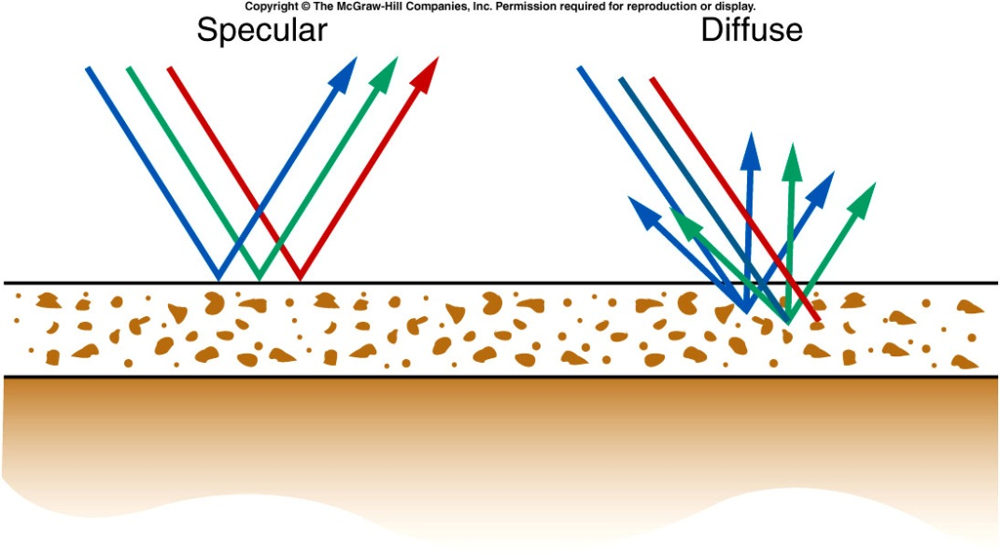 Copyright © The McGraw-Hill Companies, Inc. Permission required for reproduction or display.
Specular
Diffuse